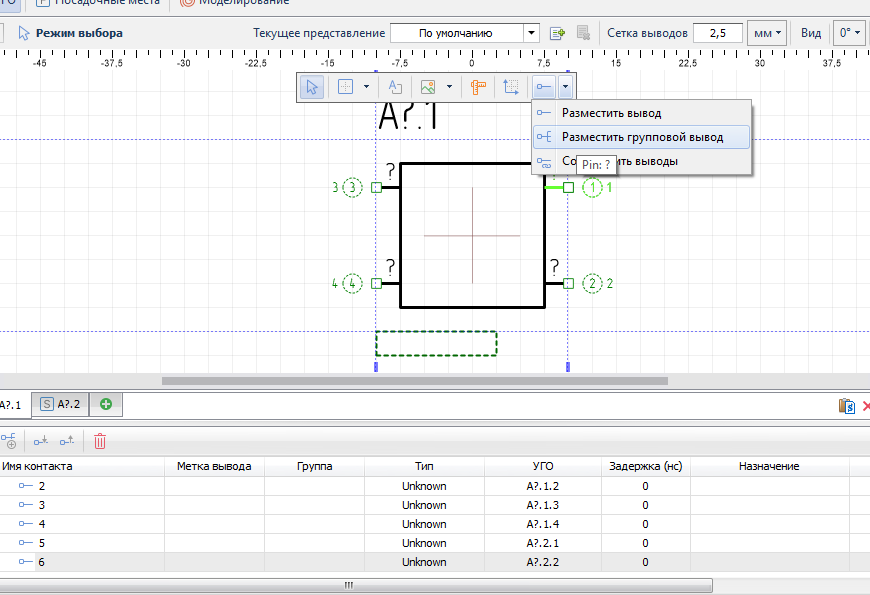 ГО Посадочные места Моделирование
Режим выбора Текущее представление По умолчанию Сетка выводов 2,5 мм Вид 0°
-45 -37.5 -30 -22.5 -15 -7.5 0 7.5 15 22.5 30 37.5
A?.1
Разместить вывод
Разместить групповой вывод
Со ить выводы
Pin: ?
3 3 ? 1 1
4 4 ? ? 2 2
A?.1 S A?.2
Имя контакта Метка вывода Группа Тип УГО Задержка (нс) Назначение
2 Unknown A?.1.2 0
3 Unknown A?.1.3 0
4 Unknown A?.1.4 0
5 Unknown A?.2.1 0
6 Unknown A?.2.2 0